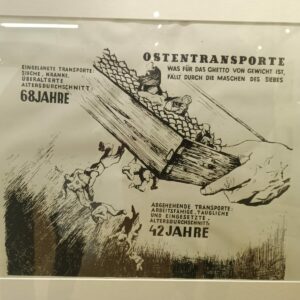 OSTENTRANSPORTE
WAS FÜR DAS GHETTO VON GEWICHT IST,
FÄLLT DURCH DIE MASCHEN DES SIEBES
EINGELANGTE TRANSPORTE:
SIECHE, KRANKE,
ÜBERALTERTE
ALTERSDURCHSCHNITT:
68 JAHRE
ABGEHENDE TRANSPORTE:
ARBEITSFÄHIGE, TAUGLICHE
UND EINGESETZTE
ALTERSDURCHSCHNITT:
42 JAHRE